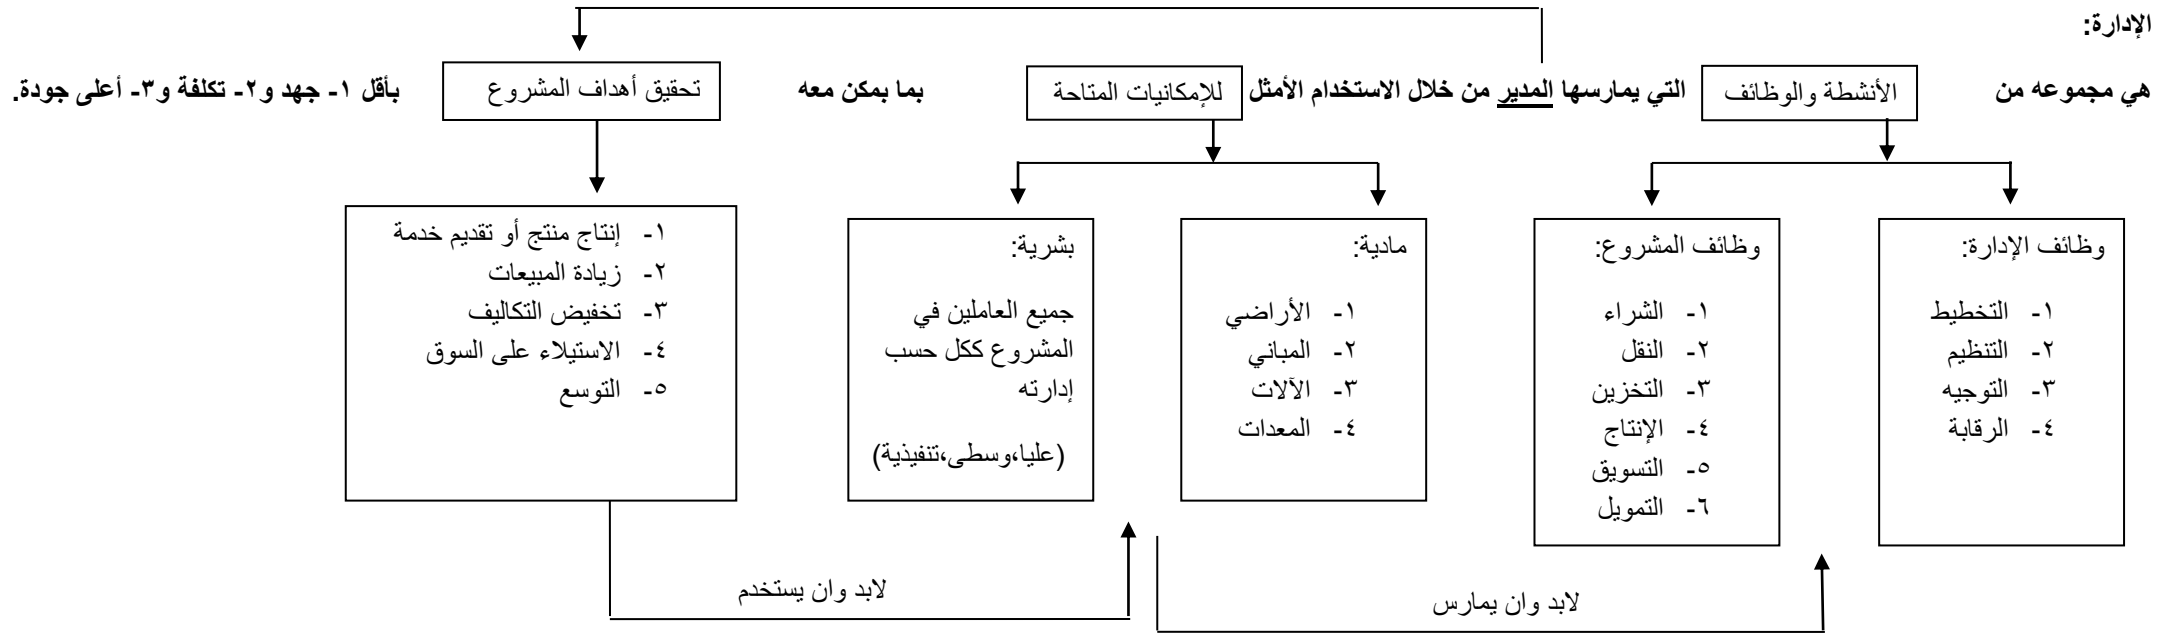 الإدارة:
هي مجموعه من الأنشطة والوظائف التي يمارسها المدير من خلال الاستخدام الأمثل للإمكانيات المتاحة بما بمكن معه تحقيق أهداف المشروع بأقل ١- جهد و٢- تكلفة و٣- أعلى جودة.
وظائف الإدارة:
١- التخطيط
٢- التنظيم
٣- التوجيه
٤- الرقابة
وظائف المشروع:
١- الشراء
٢- النقل
٣- التخزين
٤- الإنتاج
٥- التسويق
٦- التمويل
مادية:
١- الأراضي
٢- المباني
٣- الآلات
٤- المعدات
بشرية:
جميع العاملين في
المشروع ككل حسب
إدارته
(عليا،وسطى،تنفيذية)
١- إنتاج منتج أو تقديم خدمة
٢- زيادة المبيعات
٣- تخفيض التكاليف
٤- الاستيلاء على السوق
٥- التوسع
لابد وان يمارس
لابد وان يستخدم